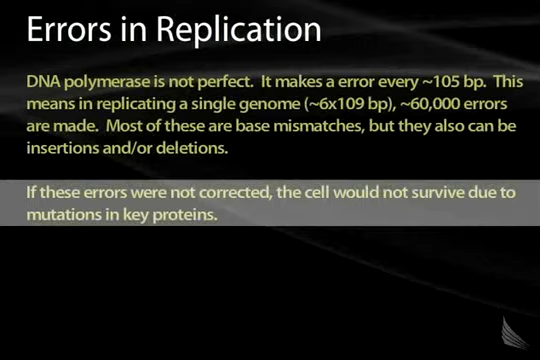 Errors in Replication
DNA polymerase is not perfect. It makes a error every ~105 bp. This
means in replicating a single genome (~6x109 bp), ~60,000 errors
are made. Most of these are base mismatches, but they also can be
insertions and/or deletions.
If these errors were not corrected, the cell would not survive due to
mutations in key proteins.